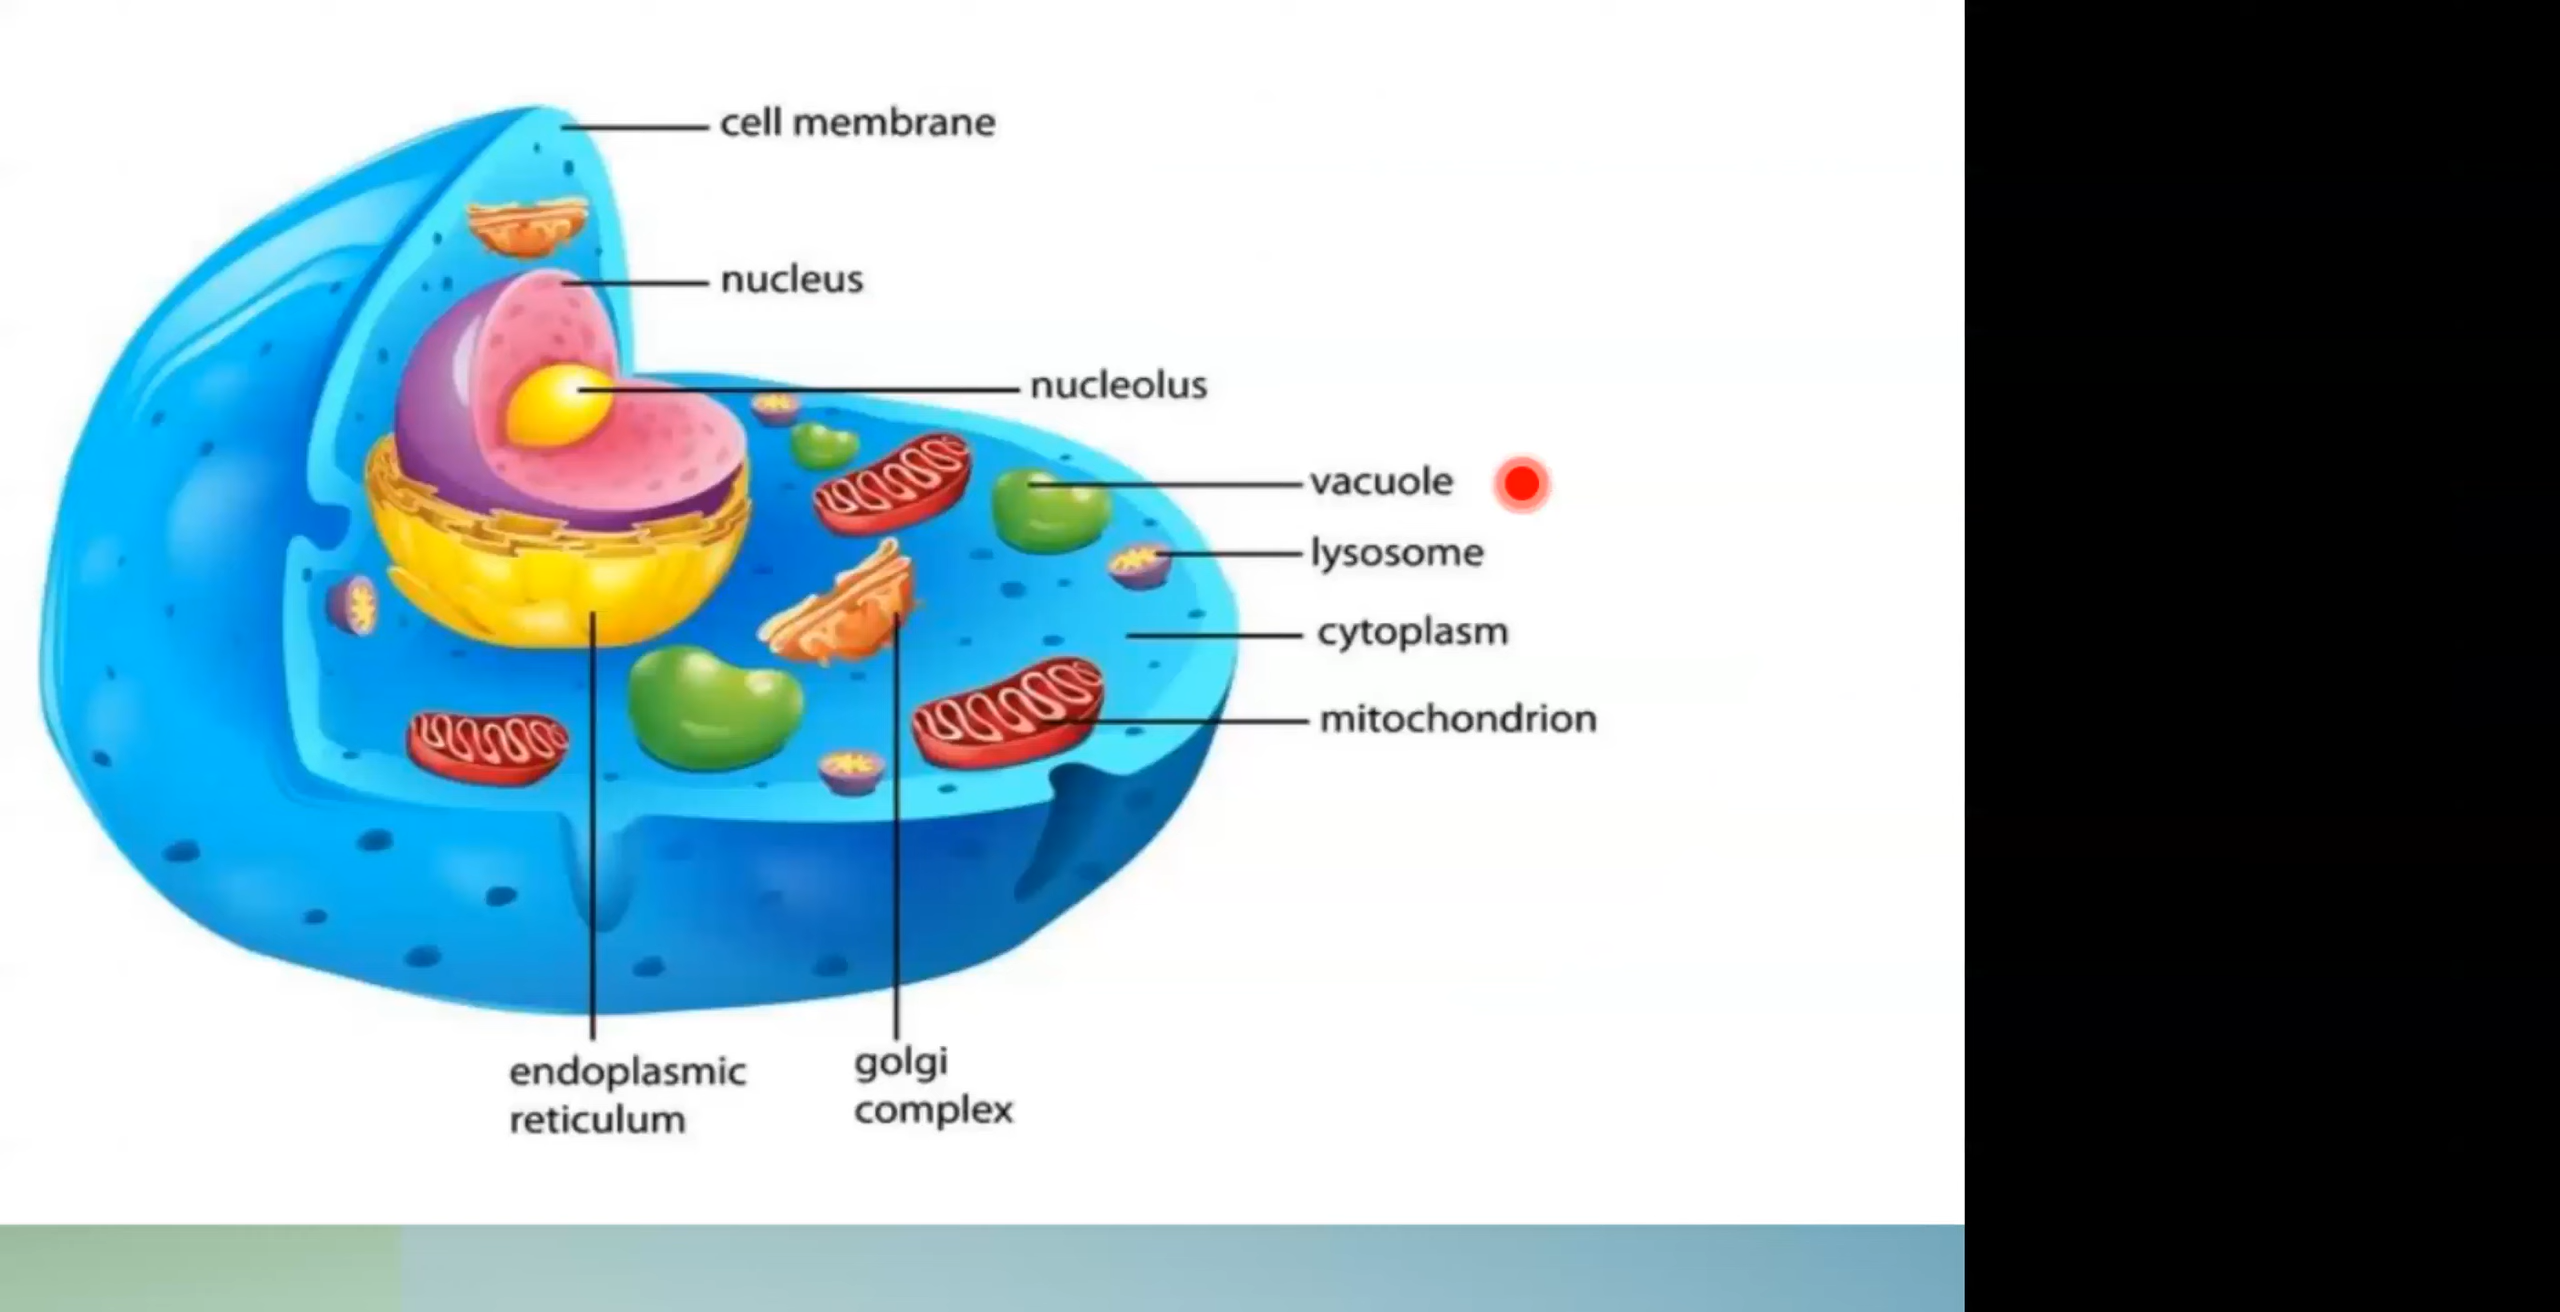 cell membrane
nucleus
nucleolus
vacuole
lysosome
cytoplasm
mitochondrion
endoplasmic
reticulum
golgi
complex